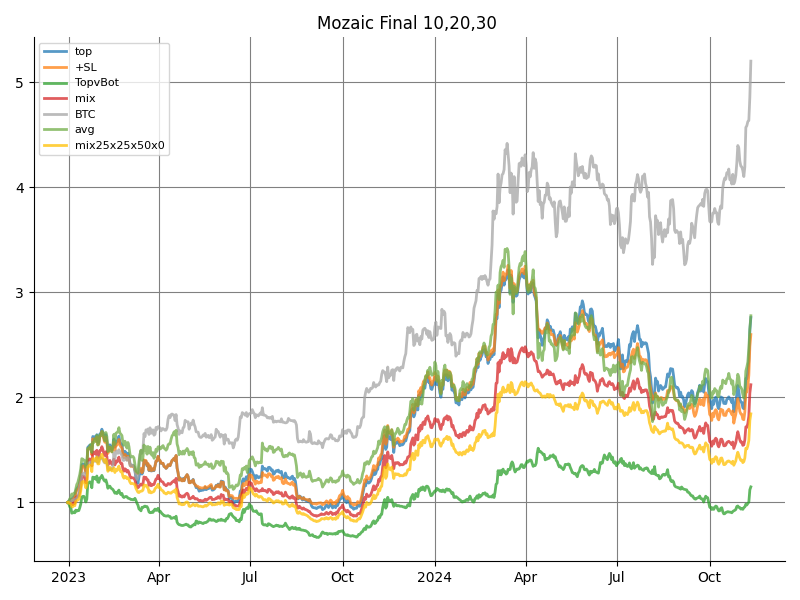 Mozaic Final 10,20,30
top
+SL
TopvBot
mix
BTC
avg
mix25x25x50x0
5
4
3
2
1
2023 Apr Jul Oct 2024 Apr Jul Oct